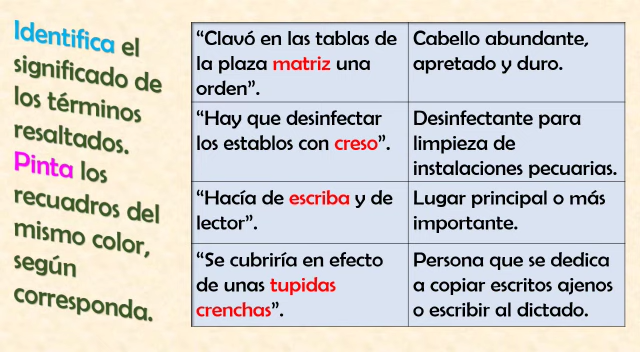 Identifica el
significado de
los términos
resaltados.
Pinta los
recuadros del
mismo color,
según
corresponda.
“Clavó en las tablas de
la plaza matriz una
orden”.
Cabello abundante,
apretado y duro.
“Hay que desinfectar
los establos con creso”.
Desinfectante para
limpieza de
instalaciones pecuarias.
“Hacía de escriba y de
lector”.
Lugar principal o más
importante.
“Se cubriría en efecto
de unas tupidas
crenchas”.
Persona que se dedica
a copiar escritos ajenos
o escribir al dictado.